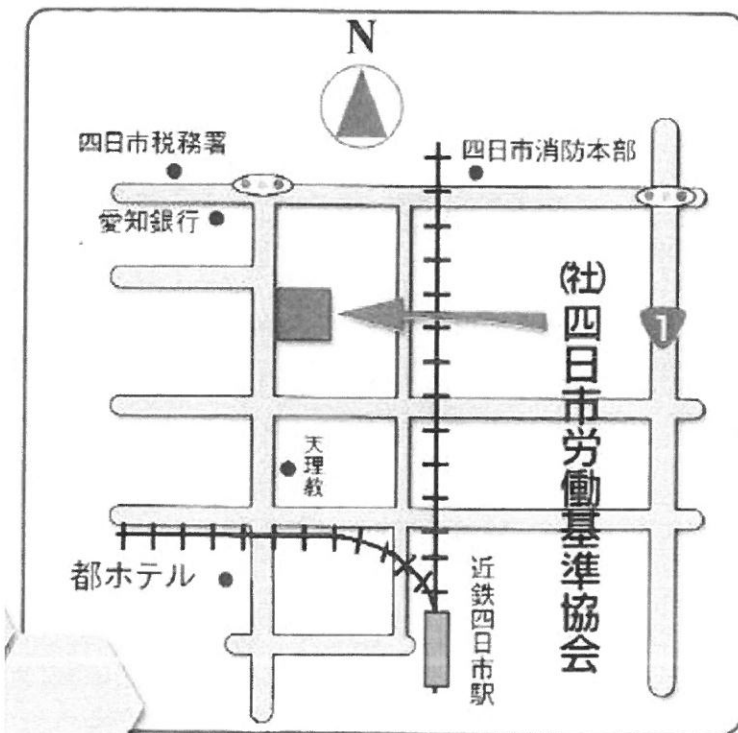 N
四日市税務署
四日市消防本部
愛知銀行
(社)四日市労働基準協会
1
天理教
都ホテル
近鉄四日市駅